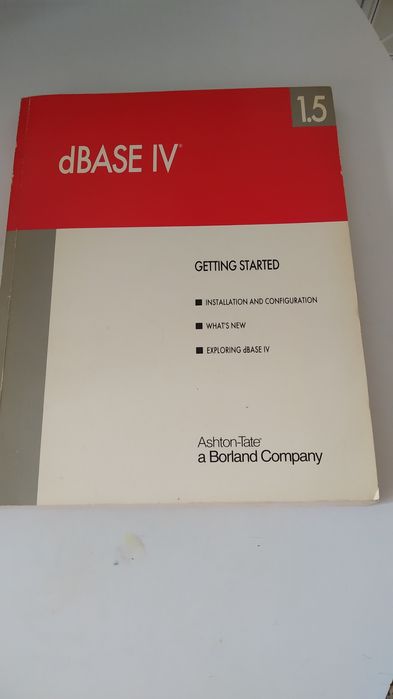 1.5
dBASE IV®
GETTING STARTED
■ INSTALLATION AND CONFIGURATION
■ WHAT'S NEW
■ EXPLORING dBASE IV
Ashton-Tate®
a Borland Company